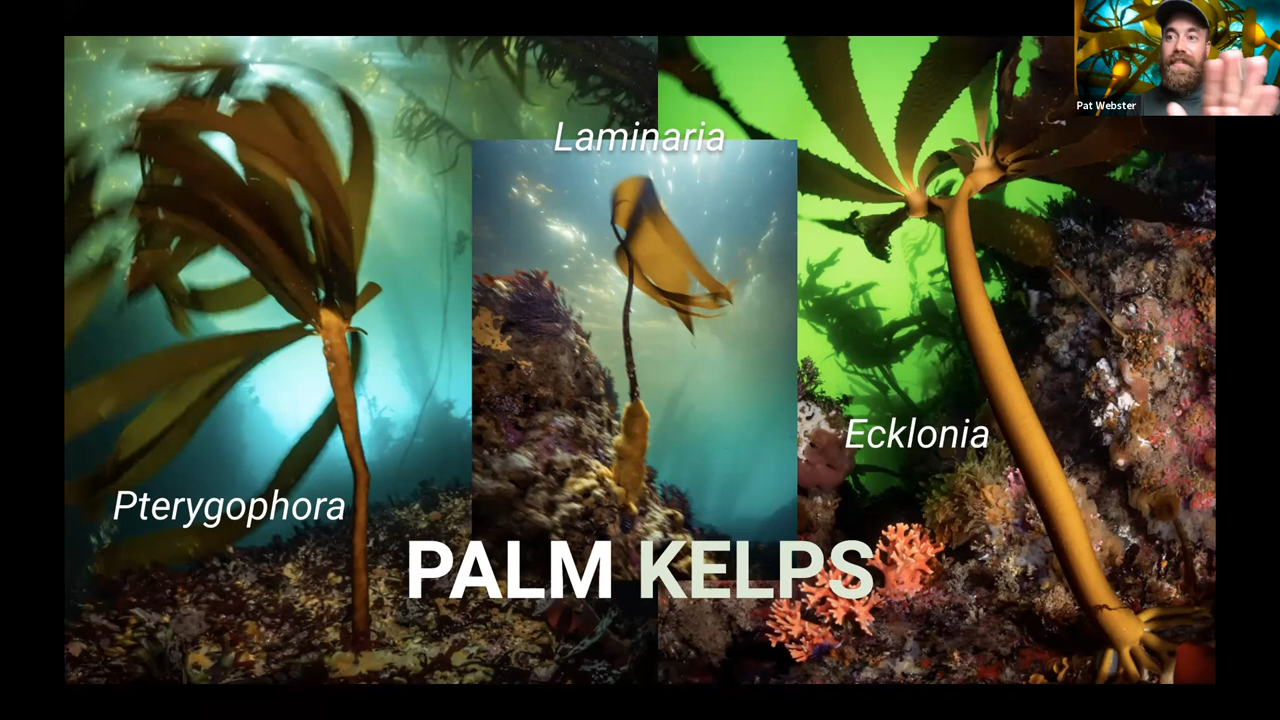 Pat Webster
Laminaria
Ecklonia
Pterygophora
PALM KELPS